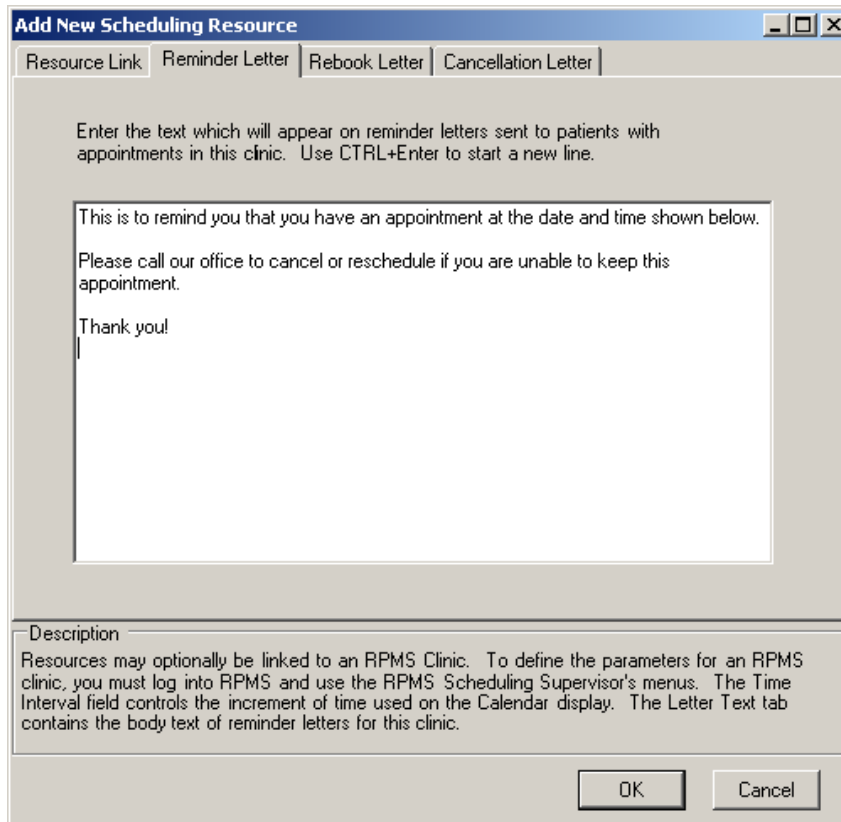 Add New Scheduling Resource
Resource Link Reminder Letter Rebook Letter Cancellation Letter
Enter the text which will appear on reminder letters sent to patients with
appointments in this clinic. Use CTRL+Enter to start a new line.
This is to remind you that you have an appointment at the date and time shown below.
Please call our office to cancel or reschedule if you are unable to keep this
appointment.
Thank you!
Description
Resources may optionally be linked to an RPMS Clinic. To define the parameters for an RPMS
clinic, you must log into RPMS and use the RPMS Scheduling Supervisor's menus. The Time
Interval field controls the increment of time used on the Calendar display. The Letter Text tab
contains the body text of reminder letters for this clinic.
OK Cancel